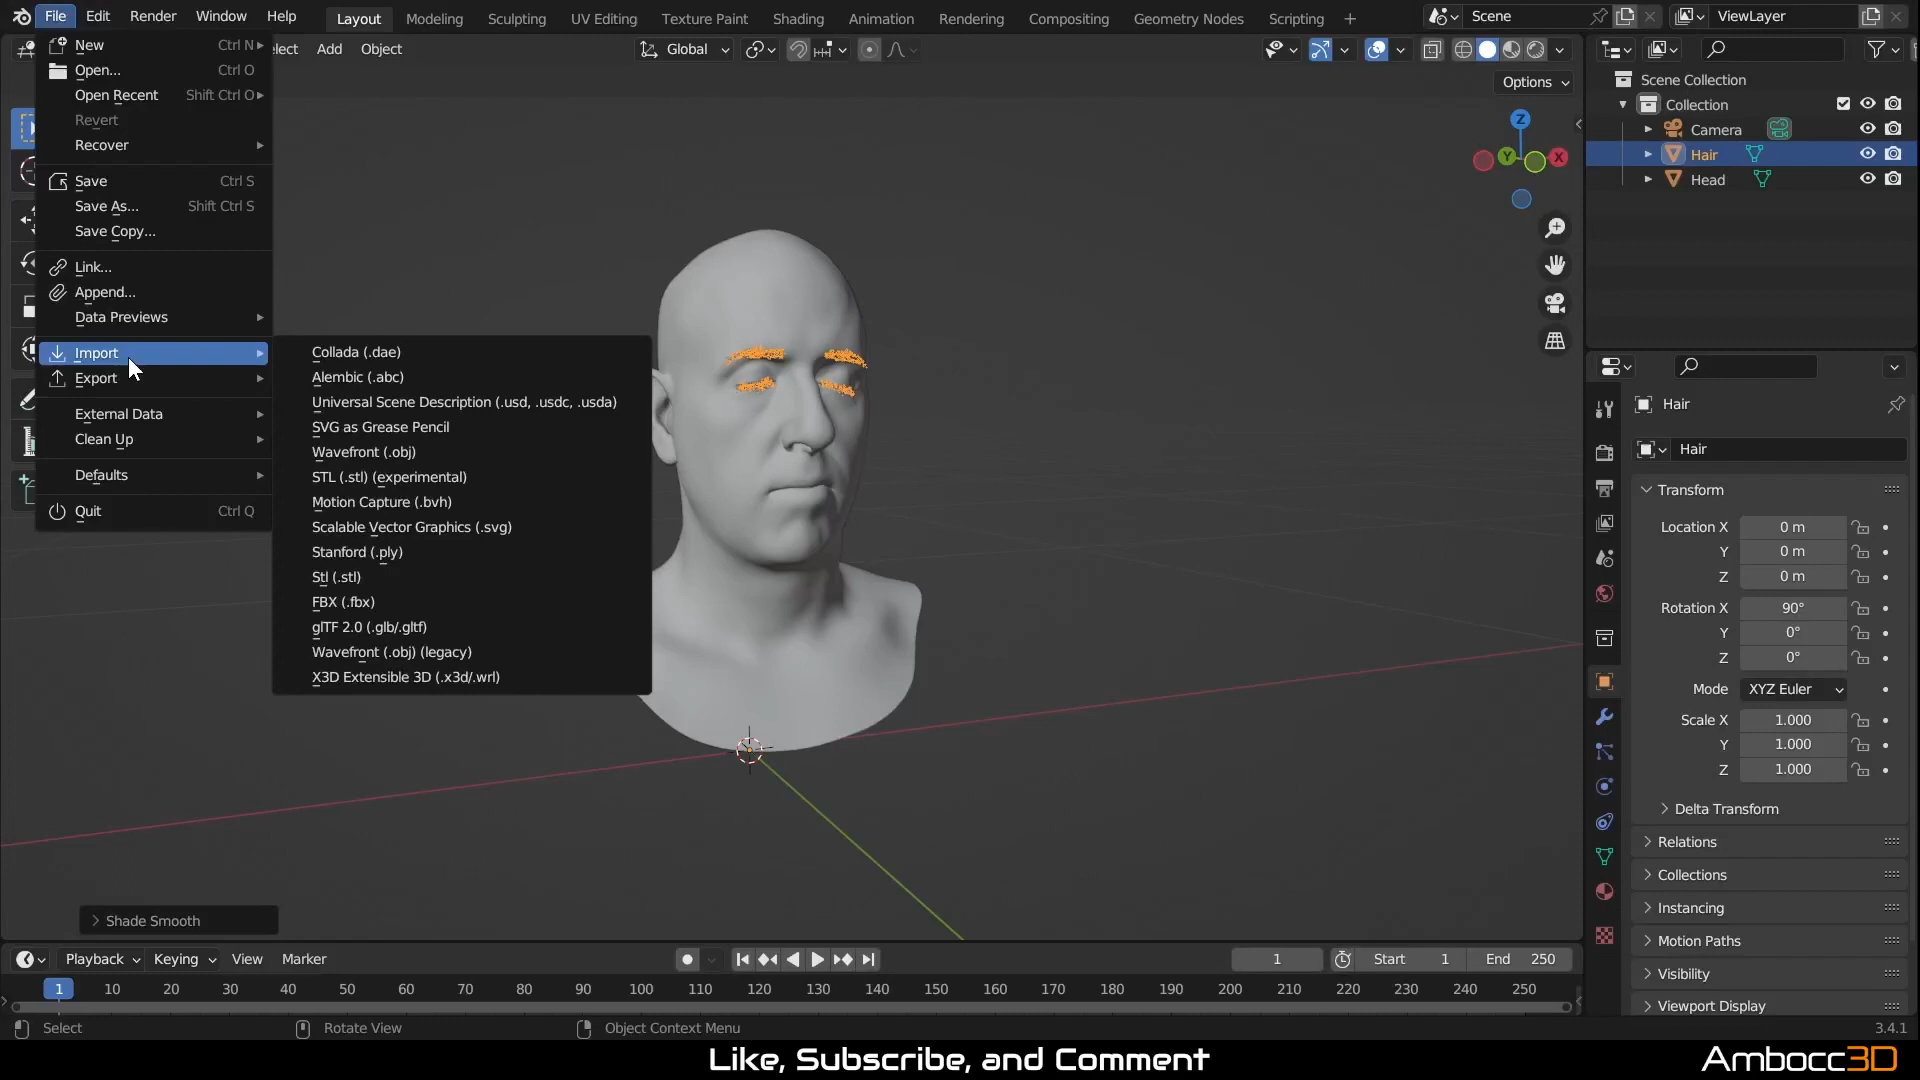 File Edit Render Window Help Layout Modeling Sculpting UV Editing Texture Paint Shading Animation Rendering Compositing Geometry Nodes Scripting + Scene ViewLayer
lect Add Object Global
Options
New Ctrl N
Open... Ctrl O
Open Recent Shift Ctrl O
Revert
Recover
Save Ctrl S
Save As... Shift Ctrl S
Save Copy...
Link...
Append...
Data Previews
Import
Export
External Data
Clean Up
Defaults
Quit Ctrl Q
Collada (.dae)
Alembic (.abc)
Universal Scene Description (.usd, .usdc, .usda)
SVG as Grease Pencil
Wavefront (.obj)
STL (.stl) (experimental)
Motion Capture (.bvh)
Scalable Vector Graphics (.svg)
Stanford (.ply)
Stl (.stl)
FBX (.fbx)
glTF 2.0 (.glb/.gltf)
Wavefront (.obj) (legacy)
X3D Extensible 3D (.x3d/.wrl)
Z
Y
X
Scene Collection
Collection
Camera
Hair
Head
Hair
Hair
Transform
Location X 0 m
Y 0 m
Z 0 m
Rotation X 90°
Y 0°
Z 0°
Mode XYZ Euler
Scale X 1.000
Y 1.000
Z 1.000
Delta Transform
Relations
Collections
Instancing
Motion Paths
Visibility
Viewport Display
Shade Smooth
Playback Keying View Marker 1 Start 1 End 250
1 10 20 30 40 50 60 70 80 90 100 110 120 130 140 150 160 170 180 190 200 210 220 230 240 250
Select Rotate View Object Context Menu 3.4.1
Like, Subscribe, and Comment
Ambocc3D